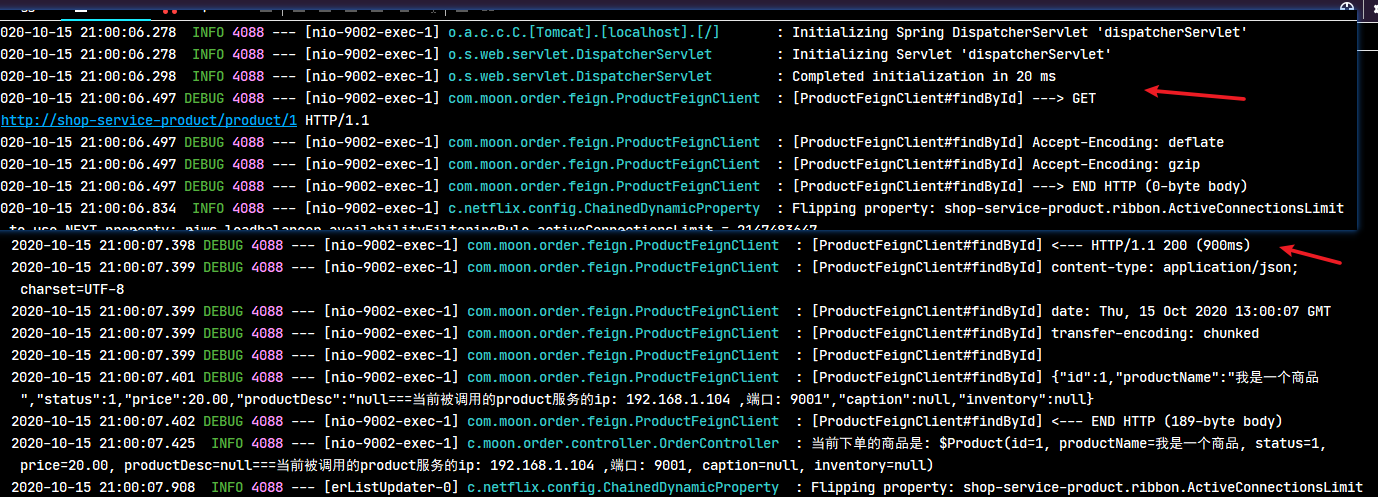 020-10-15 21:00:06.278  INFO 4088 --- [nio-9002-exec-1] o.a.c.c.C.[Tomcat].[localhost].[/]       : Initializing Spring DispatcherServlet 'dispatcherServlet'
020-10-15 21:00:06.278  INFO 4088 --- [nio-9002-exec-1] o.s.web.servlet.DispatcherServlet        : Initializing Servlet 'dispatcherServlet'
020-10-15 21:00:06.298  INFO 4088 --- [nio-9002-exec-1] o.s.web.servlet.DispatcherServlet        : Completed initialization in 20 ms
020-10-15 21:00:06.497 DEBUG 4088 --- [nio-9002-exec-1] com.moon.order.feign.ProductFeignClient  : [ProductFeignClient#findById] ---> GET
http://shop-service-product/product/1 HTTP/1.1
020-10-15 21:00:06.497 DEBUG 4088 --- [nio-9002-exec-1] com.moon.order.feign.ProductFeignClient  : [ProductFeignClient#findById] Accept-Encoding: deflate
020-10-15 21:00:06.497 DEBUG 4088 --- [nio-9002-exec-1] com.moon.order.feign.ProductFeignClient  : [ProductFeignClient#findById] Accept-Encoding: gzip
020-10-15 21:00:06.497 DEBUG 4088 --- [nio-9002-exec-1] com.moon.order.feign.ProductFeignClient  : [ProductFeignClient#findById] ---> END HTTP (0-byte body)
020-10-15 21:00:06.834  INFO 4088 --- [nio-9002-exec-1] c.netflix.config.ChainedDynamicProperty  : Flipping property: shop-service-product.ribbon.ActiveConnectionsLimit
to use NEXT property: niws.loadbalancer.availabilityFilteringRule.activeConnectionsLimit = 2147483647
2020-10-15 21:00:07.398 DEBUG 4088 --- [nio-9002-exec-1] com.moon.order.feign.ProductFeignClient  : [ProductFeignClient#findById] <--- HTTP/1.1 200 (900ms)
2020-10-15 21:00:07.399 DEBUG 4088 --- [nio-9002-exec-1] com.moon.order.feign.ProductFeignClient  : [ProductFeignClient#findById] content-type: application/json;
charset=UTF-8
2020-10-15 21:00:07.399 DEBUG 4088 --- [nio-9002-exec-1] com.moon.order.feign.ProductFeignClient  : [ProductFeignClient#findById] date: Thu, 15 Oct 2020 13:00:07 GMT
2020-10-15 21:00:07.399 DEBUG 4088 --- [nio-9002-exec-1] com.moon.order.feign.ProductFeignClient  : [ProductFeignClient#findById] transfer-encoding: chunked
2020-10-15 21:00:07.399 DEBUG 4088 --- [nio-9002-exec-1] com.moon.order.feign.ProductFeignClient  : [ProductFeignClient#findById]
2020-10-15 21:00:07.401 DEBUG 4088 --- [nio-9002-exec-1] com.moon.order.feign.ProductFeignClient  : [ProductFeignClient#findById] {"id":1,"productName":"我是一个商品
","status":1,"price":20.00,"productDesc":"null===当前被调用的product服务的ip: 192.168.1.104 ,端口: 9001","caption":null,"inventory":null}
2020-10-15 21:00:07.402 DEBUG 4088 --- [nio-9002-exec-1] com.moon.order.feign.ProductFeignClient  : [ProductFeignClient#findById] <--- END HTTP (189-byte body)
2020-10-15 21:00:07.425  INFO 4088 --- [nio-9002-exec-1] c.moon.order.controller.OrderController  : 当前下单的商品是: $Product(id=1, productName=我是一个商品, status=1,
price=20.00, productDesc=null===当前被调用的product服务的ip: 192.168.1.104 ,端口: 9001, caption=null, inventory=null)
2020-10-15 21:00:07.908  INFO 4088 --- [erListUpdater-0] c.netflix.config.ChainedDynamicProperty  : Flipping property: shop-service-product.ribbon.ActiveConnectionsLimit